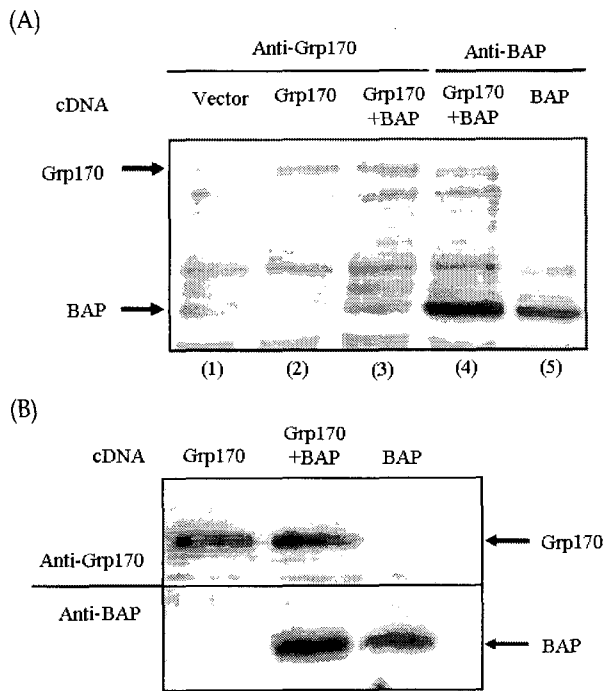 (A)
Anti-Grp170 Anti-BAP
cDNA Vector Grp170 Grp170 +BAP Grp170 +BAP BAP
Grp170
BAP
(1) (2) (3) (4) (5)
(B)
cDNA Grp170 Grp170 +BAP BAP
Anti-Grp170 Grp170
Anti-BAP
BAP